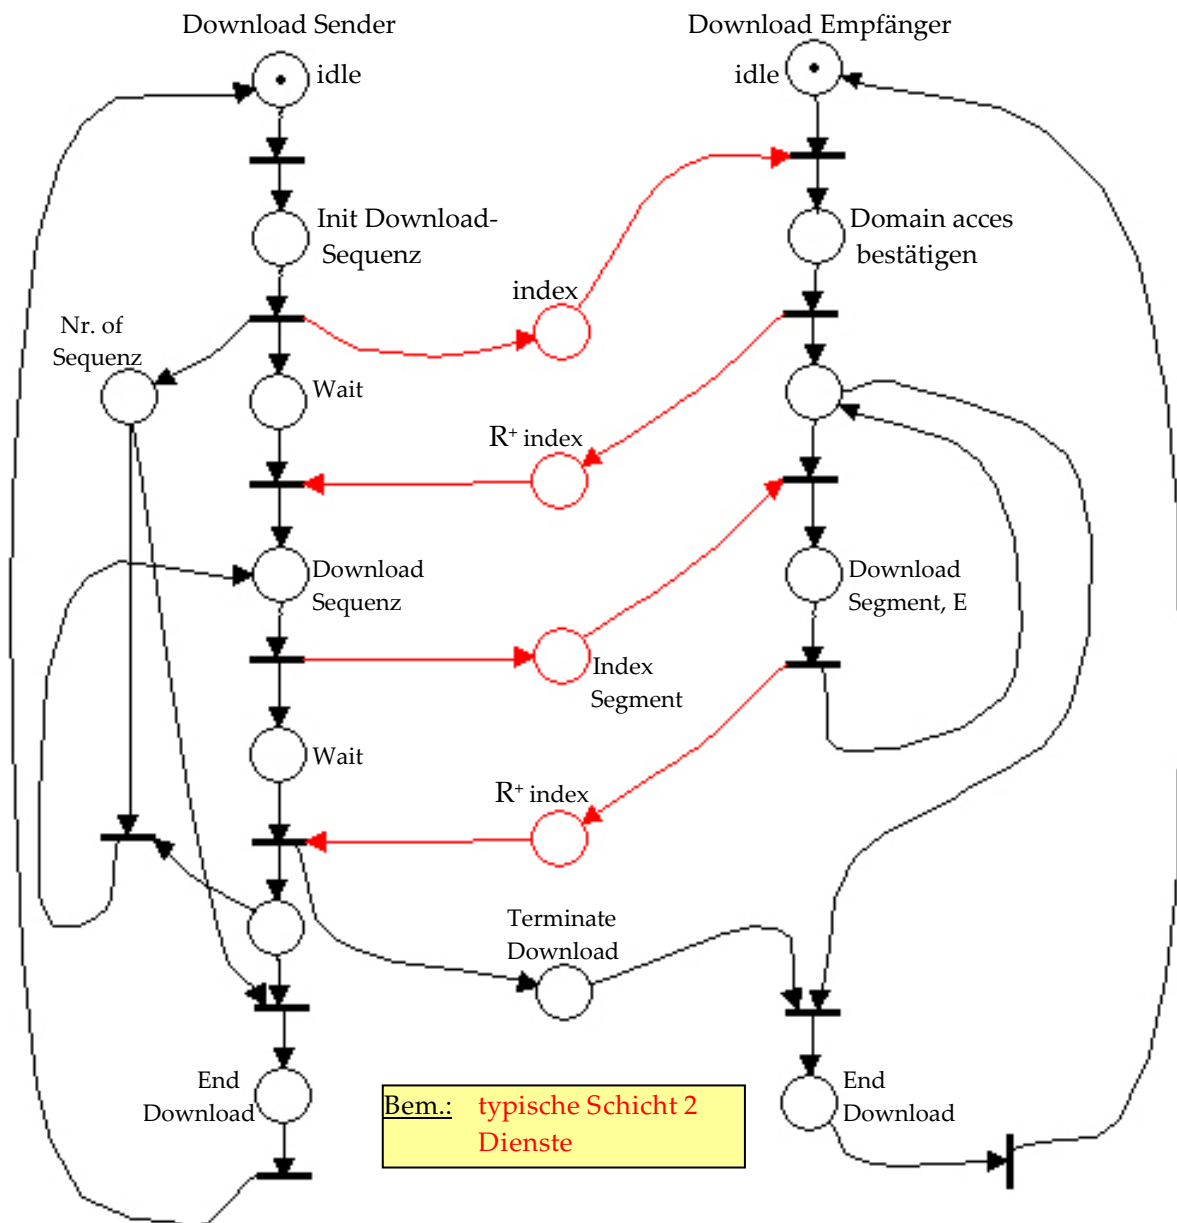 Download Sender
Download Empfänger
idle
idle
Init Download-
Sequenz
Domain acces
bestätigen
index
Nr. of
Sequenz
Wait
R⁺ index
Download
Sequenz
Download
Segment, E
Index
Segment
Wait
R⁺ index
Terminate
Download
End
Download
End
Download
Bem.: typische Schicht 2
Dienste